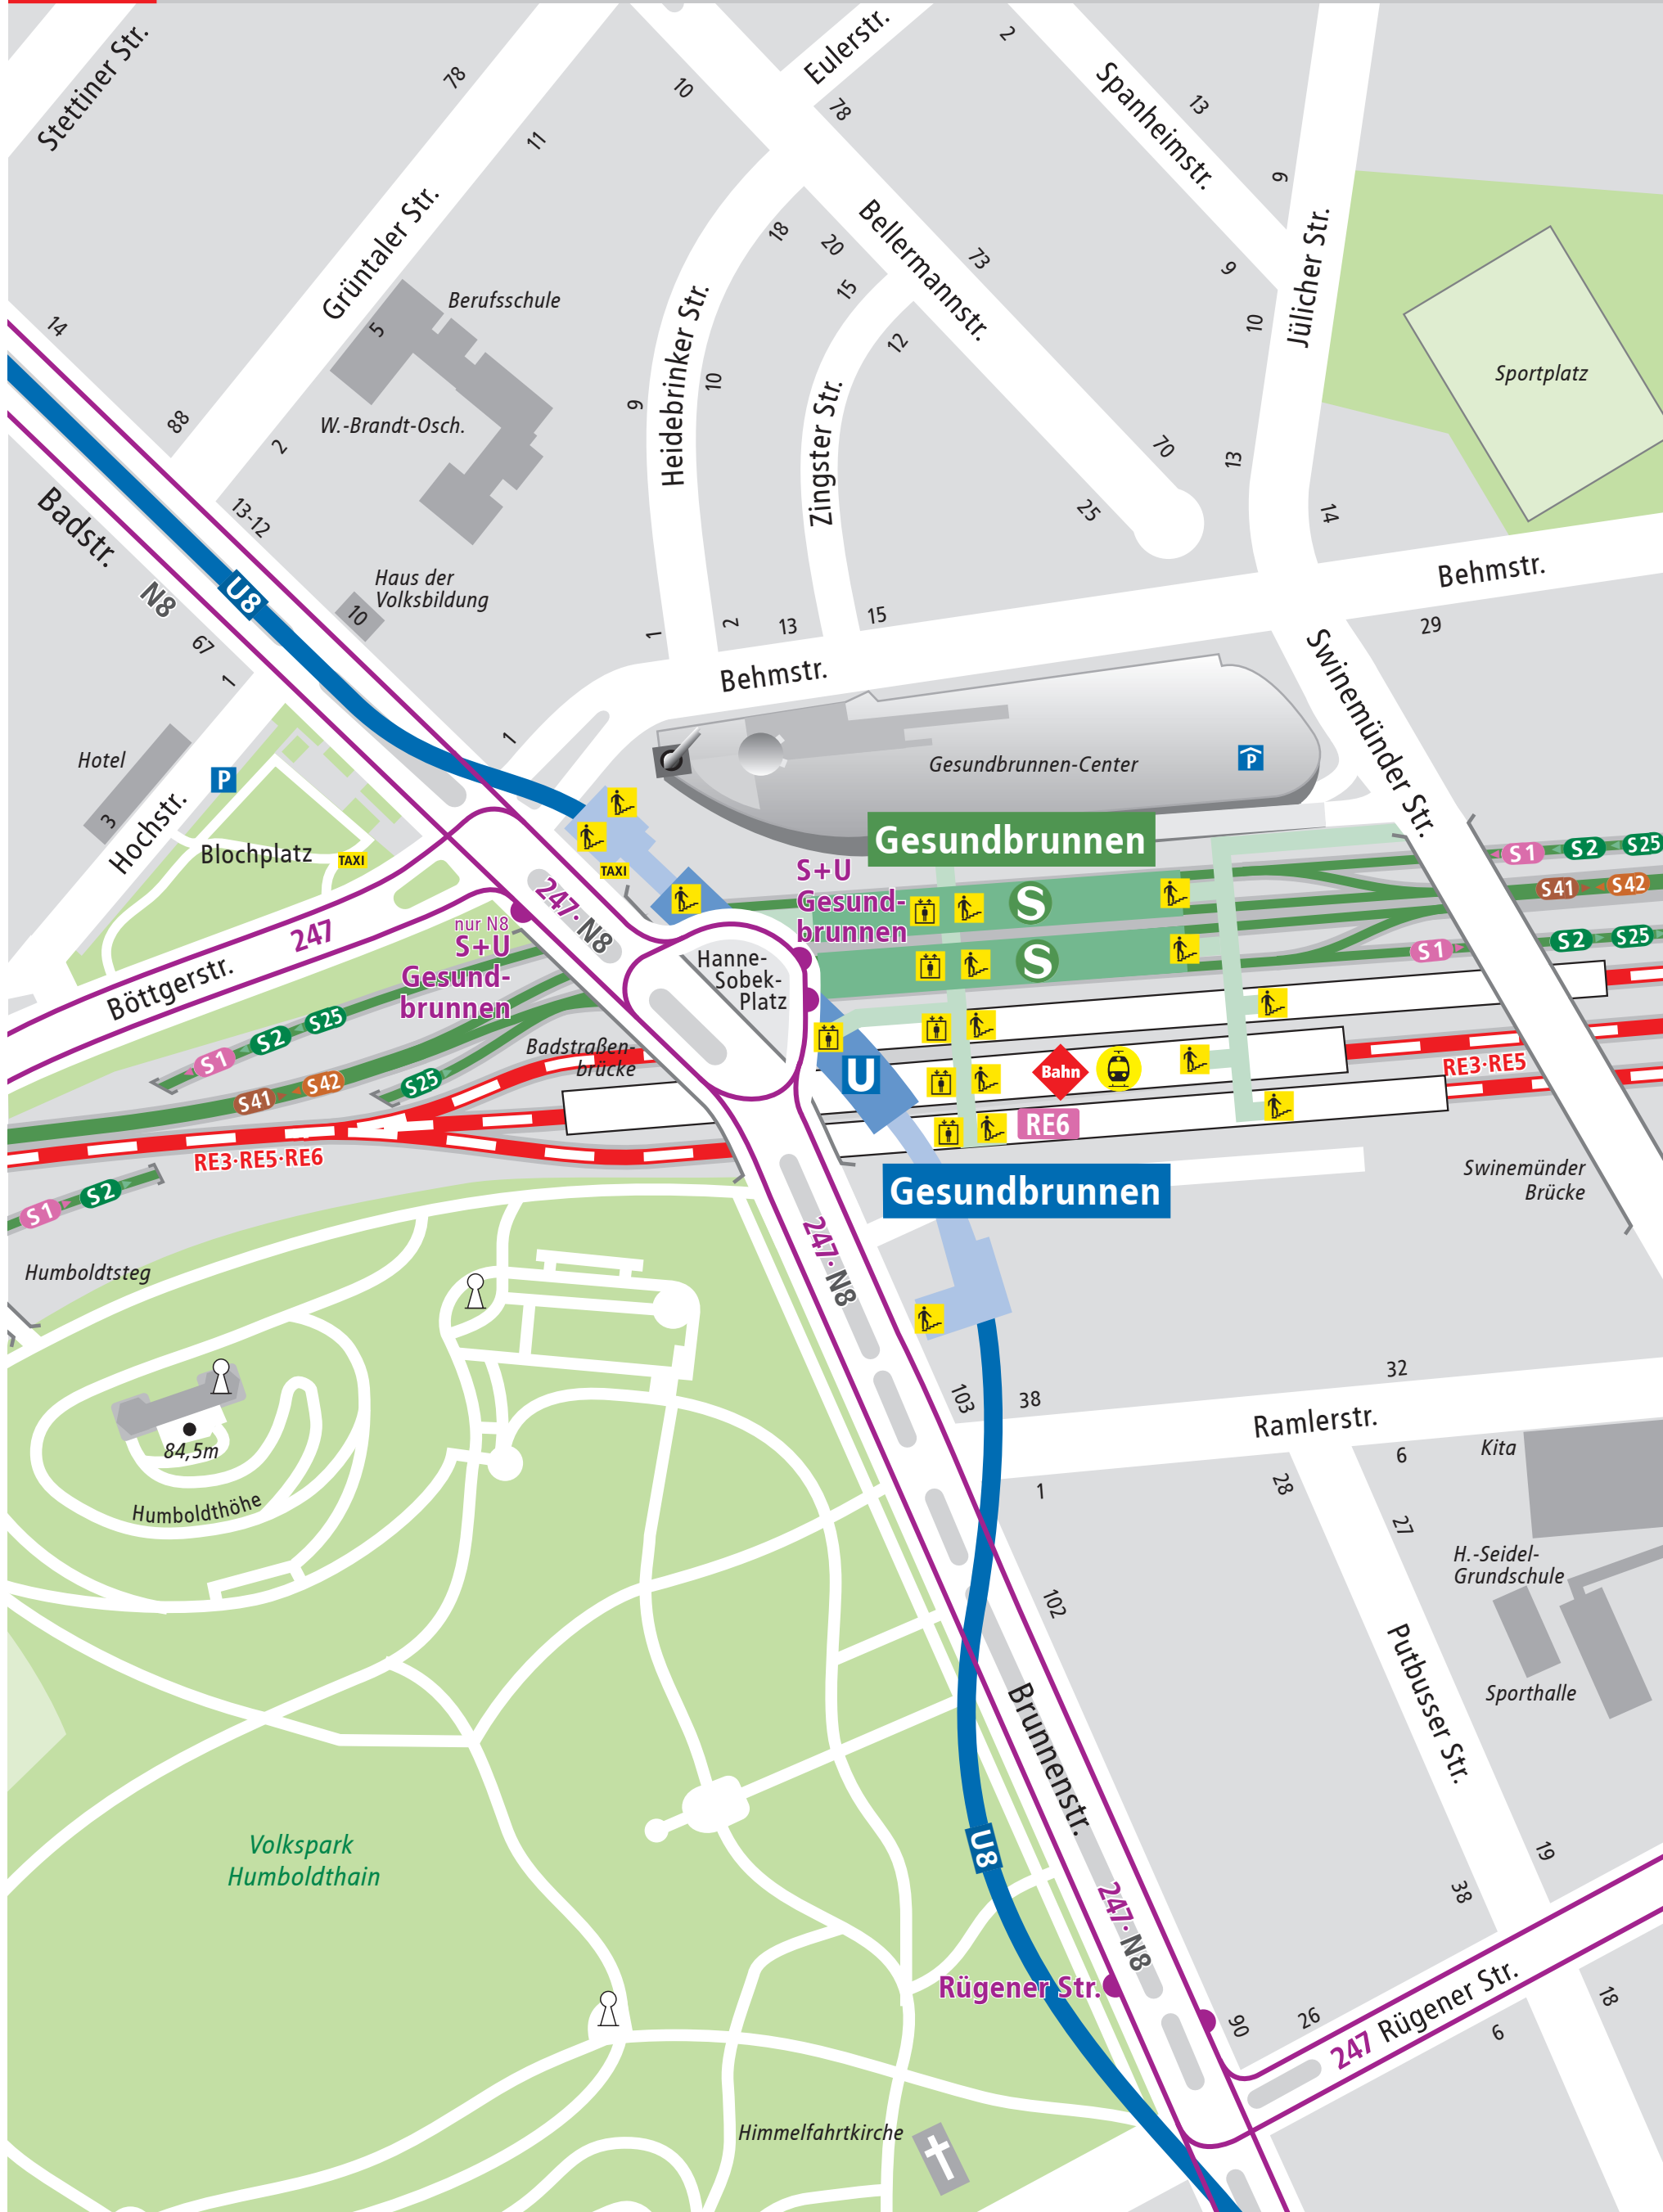 Stettiner Str.
78
11
Grüntaler Str.
10
Eulerstr.
78
2
Spanheimstr.
13
9
9
Jülicher Str.
10
13
14
Sportplatz
18
20
15
Bellermannstr.
73
12
70
25
Heidebrinker Str.
9
10
Zingster Str.
Berufsschule
5
W.-Brandt-Osch.
14
88
2
13-12
Badstr.
N8
U8
67
1
Haus der
Volksbildung
10
1
2
13
15
Behmstr.
Behmstr.
29
Swinemünder Str.
Hotel
3
Hochstr.
P
1
Blochplatz
TAXI
TAXI
Gesundbrunnen-Center
P
Gesundbrunnen
S+U
Gesund-
brunnen
S
S
S1
S2
S25
S41
S42
S1
S2
S25
247
Böttgerstr.
nur N8
S+U
Gesund-
brunnen
247·N8
Hanne-
Sobek-
Platz
Badstraßen-
brücke
S1
S2
S25
S41
S42
S25
RE3·RE5·RE6
S1
S2
U
Bahn
RE6
RE3·RE5
Gesundbrunnen
Swinemünder
Brücke
Humboldtsteg
247·N8
84,5m
Humboldthöhe
103
38
32
Ramlerstr.
6
Kita
1
28
27
H.-Seidel-
Grundschule
Sporthalle
102
Putbusser Str.
Brunnenstr.
U8
Volkspark
Humboldthain
19
38
247·N8
Rügener Str.
90
26
247 Rügener Str.
6
18
Himmelfahrtkirche